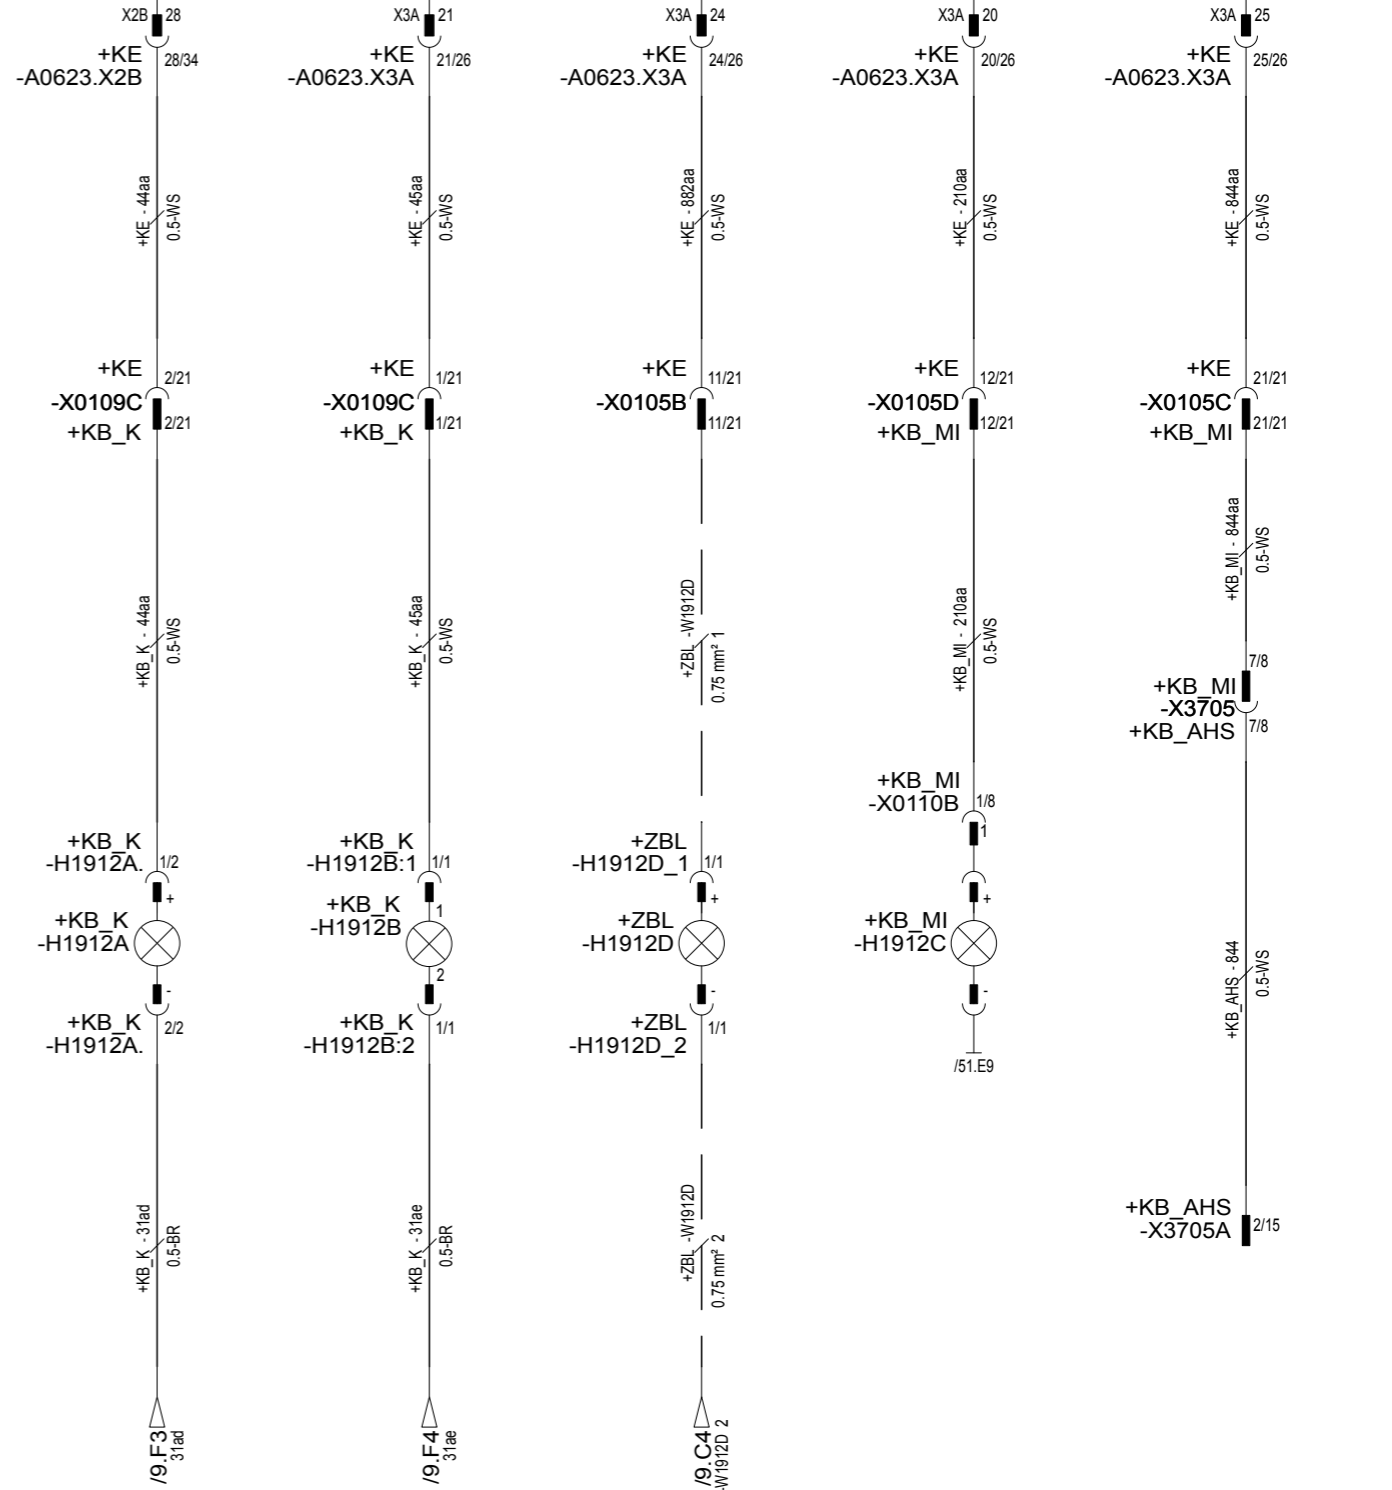 X2B 28
+KE 28/34
-A0623.X2B
+KE - 44aa
0.5-WS
+KE 2/21
-X0109C
+KB_K 2/21
+KB_K - 44aa
0.5-WS
+KB_K
-H1912A. 1/2
+
+KB_K
-H1912A
-
+KB_K 2/2
-H1912A.
+KB_K - 31ad
0.5-BR
/9.F3
31ad
X3A 21
+KE 21/26
-A0623.X3A
+KE - 45aa
0.5-WS
+KE 1/21
-X0109C
+KB_K 1/21
+KB_K - 45aa
0.5-WS
+KB_K
-H1912B:1 1/1
+KB_K 1
-H1912B
2
+KB_K 1/1
-H1912B:2
+KB_K - 31ae
0.5-BR
/9.F4
31ae
X3A 24
+KE 24/26
-A0623.X3A
+KE - 882aa
0.5-WS
+KE 11/21
-X0105B 11/21
+ZBL -W1912D
0.75 mm² 1
+ZBL
-H1912D_1 1/1
+
+ZBL
-H1912D
-
+ZBL 1/1
-H1912D_2
+ZBL -W1912D
0.75 mm² 2
/9.C4
-W1912D 2
X3A 20
+KE 20/26
-A0623.X3A
+KE - 210aa
0.5-WS
+KE 12/21
-X0105D
+KB_MI 12/21
+KB_MI - 210aa
0.5-WS
+KB_MI
-X0110B 1/8
1
+
+KB_MI
-H1912C
-
/51.E9
X3A 25
+KE 25/26
-A0623.X3A
+KE - 844aa
0.5-WS
+KE 21/21
-X0105C
+KB_MI 21/21
+KB_MI - 844aa
0.5-WS
7/8
+KB_MI
-X3705
+KB_AHS 7/8
+KB_AHS - 844
0.5-WS
+KB_AHS
-X3705A 2/15